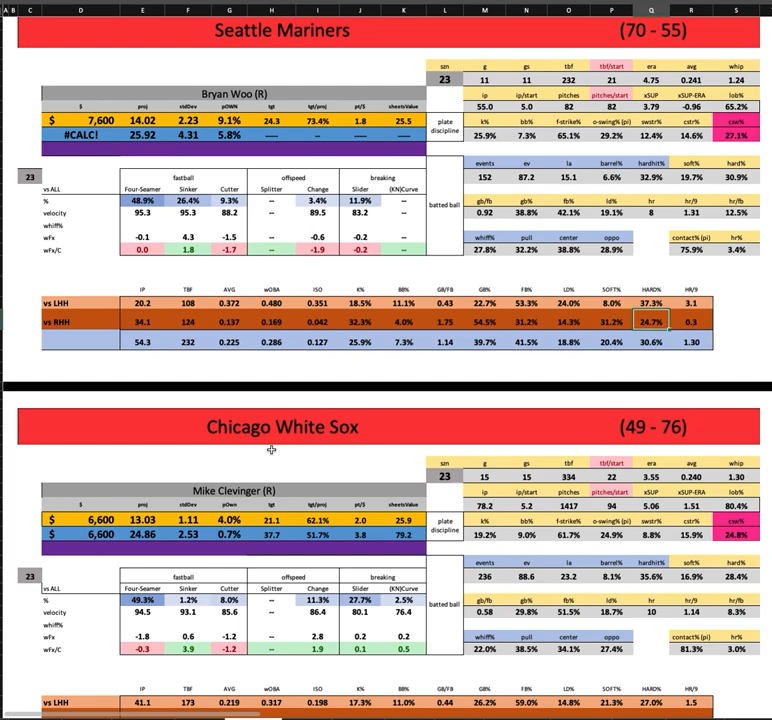 A B C D E F G H I J K L M N O P Q R S
Seattle Mariners (70 - 55)
szn g gs tbf tbf/start era avg whip
23 11 11 232 21 4.75 0.241 1.24
Bryan Woo (R) ip ip/start pitches pitches/start xSUP xSUP-ERA lob%
$ proj stdDev pOWN tgt tgt/proj pt/$ sheetsValue 55.0 5.0 82 82 3.79 -0.96 65.2%
$ 7,600 14.02 2.23 9.1% 24.3 73.4% 1.8 25.5 plate discipline k% bb% f-strike% o-swing% (pi) swstr% cstr% csw%
#CALC! 25.92 4.31 5.8% ---- ---- ---- ---- 25.9% 7.3% 65.1% 29.2% 12.4% 14.6% 27.1%
events ev la barrel% hardhit% soft% hard%
23 fastball offspeed breaking 152 87.2 15.1 6.6% 32.9% 19.7% 30.9%
vs ALL Four-Seamer Sinker Cutter Splitter Change Slider (KN)Curve batted ball
% 48.9% 26.4% 9.3% -- 3.4% 11.9% -- gb/fb gb% fb% ld% hr hr/9 hr/fb
velocity 95.3 95.3 88.2 -- 89.5 83.2 -- 0.92 38.8% 42.1% 19.1% 8 1.31 12.5%
whiff%
wFx -0.1 4.3 -1.5 -- -0.6 -0.2 -- whiff% pull center oppo contact% (pi) hr%
wFx/C 0.0 1.8 -1.7 -- -1.9 -0.2 -- 27.8% 32.2% 38.8% 28.9% 75.9% 3.4%
IP TBF AVG wOBA ISO K% BB% GB/FB GB% FB% LD% SOFT% HARD% HR/9
vs LHH 20.2 108 0.372 0.480 0.351 18.5% 11.1% 0.43 22.7% 53.3% 24.0% 8.0% 37.3% 3.1
vs RHH 34.1 124 0.137 0.169 0.042 32.3% 4.0% 1.75 54.5% 31.2% 14.3% 31.2% 24.7% 0.3
54.3 232 0.225 0.286 0.127 25.9% 7.3% 1.14 39.7% 41.5% 18.8% 20.4% 30.6% 1.30
Chicago White Sox (49 - 76)
szn g gs tbf tbf/start era avg whip
23 15 15 334 22 3.55 0.240 1.30
Mike Clevinger (R) ip ip/start pitches pitches/start xSUP xSUP-ERA lob%
$ proj stdDev pOwn tgt tgt/proj pt/$ sheetsValue 78.2 5.2 1417 94 5.06 1.51 80.4%
$ 6,600 13.03 1.11 4.0% 21.1 62.1% 2.0 25.9 plate discipline k% bb% f-strike% o-swing% (pi) swstr% cstr% csw%
$ 6,600 24.86 2.53 0.7% 37.7 51.7% 3.8 79.2 19.2% 9.0% 61.7% 24.9% 8.8% 15.9% 24.8%
events ev la barrel% hardhit% soft% hard%
23 fastball offspeed breaking 236 88.6 23.2 8.1% 35.6% 16.9% 28.4%
vs ALL Four-Seamer Sinker Cutter Splitter Change Slider (KN)Curve batted ball
% 49.3% 1.2% 8.0% -- 11.3% 27.7% 2.5% gb/fb gb% fb% ld% hr hr/9 hr/fb
velocity 94.5 93.1 85.6 -- 86.4 80.1 76.4 0.58 29.8% 51.5% 18.7% 10 1.14 8.3%
whiff%
wFx -1.8 0.6 -1.2 -- 2.8 0.2 0.2 whiff% pull center oppo contact% (pi) hr%
wFx/C -0.3 3.9 -1.2 -- 1.9 0.1 0.5 22.0% 38.5% 34.1% 27.4% 81.3% 3.0%
IP TBF AVG wOBA ISO K% BB% GB/FB GB% FB% LD% SOFT% HARD% HR/9
vs LHH 41.1 173 0.219 0.317 0.198 17.3% 11.0% 0.44 26.2% 59.0% 14.8% 21.3% 27.0% 1.5